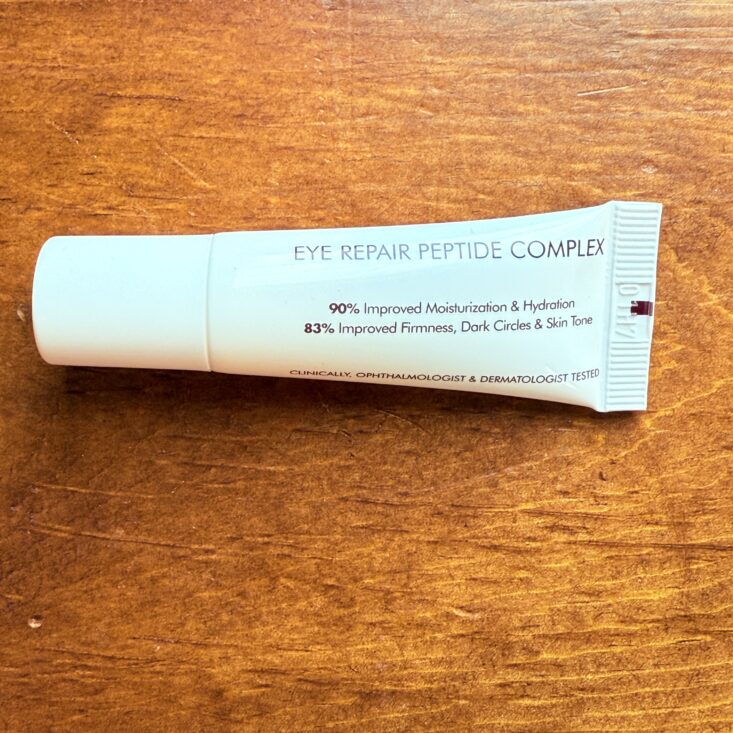 EYE REPAIR PEPTIDE COMPLEX
90% Improved Moisturization & Hydration
83% Improved Firmness, Dark Circles & Skin Tone
CLINICALLY, OPHTHALMOLOGIST & DERMATOLOGIST TESTED